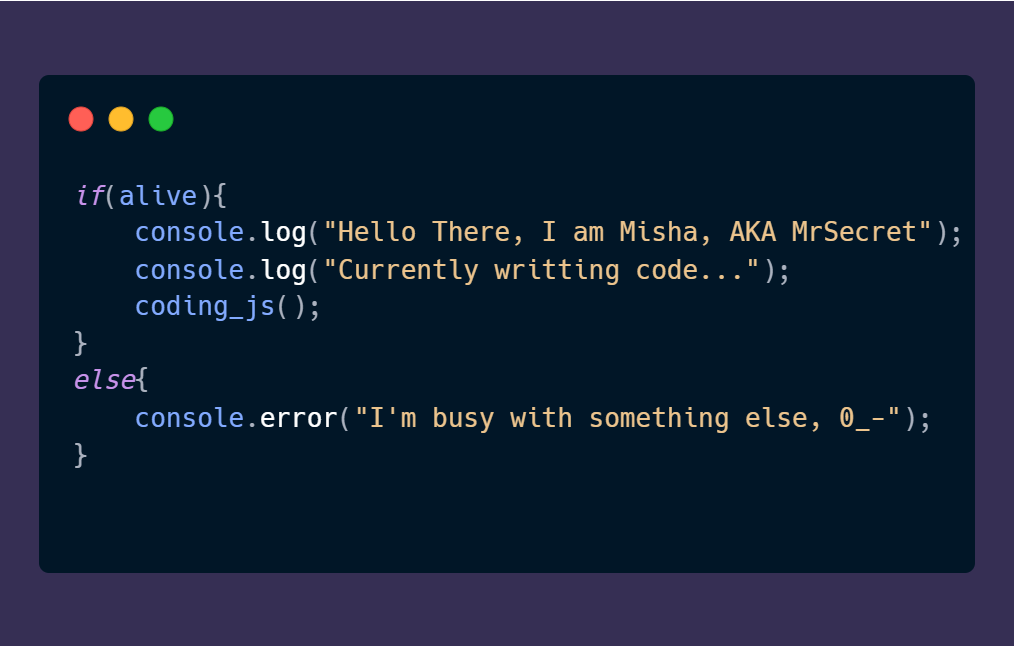 if(alive){
    console.log("Hello There, I am Misha, AKA MrSecret");
    console.log("Currently writting code...");
    coding_js();
}
else{
    console.error("I'm busy with something else, 0_-");
}